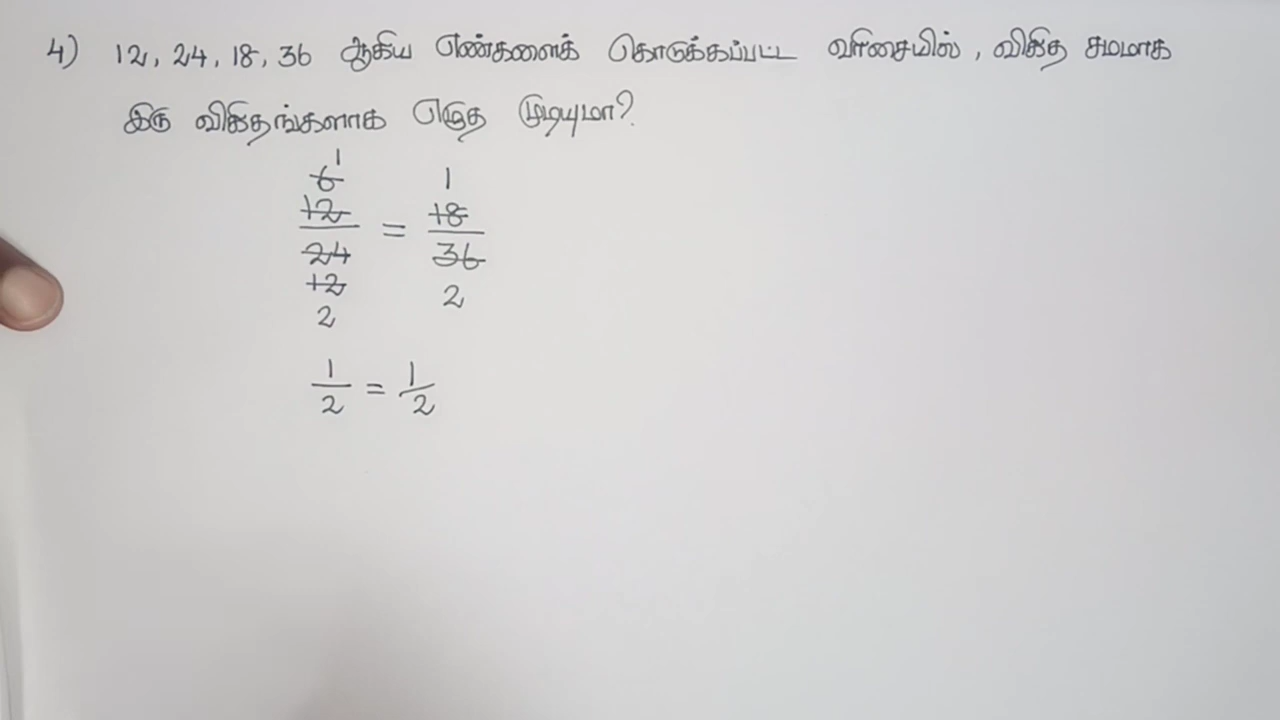 4) 12, 24, 18, 36 ஆகிய எண்களைக் கொடுக்கப்பட்ட வரிசையில், விகித சமமாக
இரு விகிதங்களாக எழுத முடியுமா?
1
6 1
12 = 18
24 36
12 2
2
1/2 = 1/2